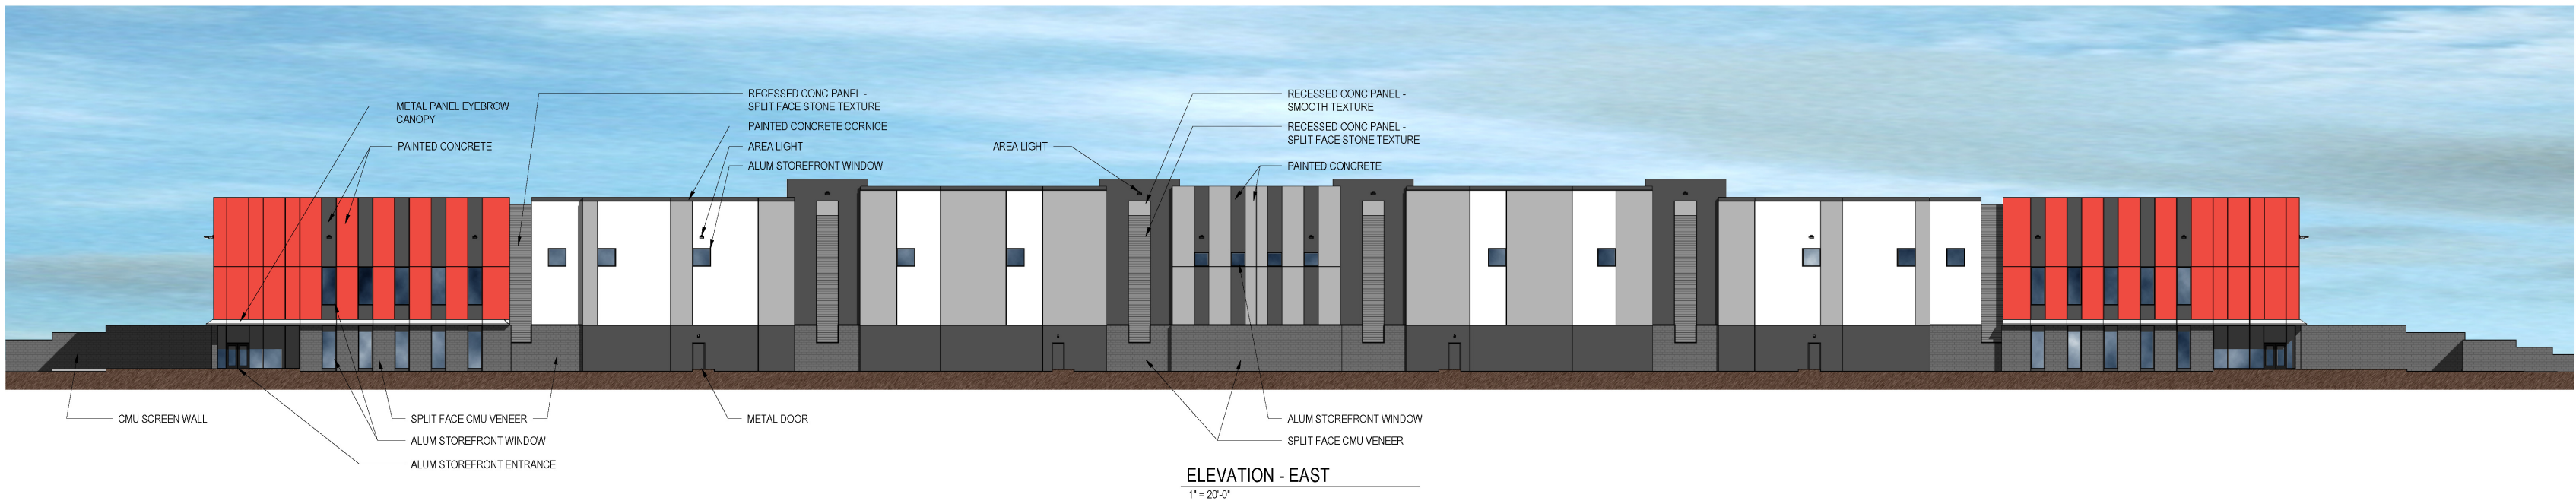 METAL PANEL EYEBROW
CANOPY
PAINTED CONCRETE
RECESSED CONC PANEL -
SPLIT FACE STONE TEXTURE
PAINTED CONCRETE CORNICE
AREA LIGHT
ALUM STOREFRONT WINDOW
AREA LIGHT
RECESSED CONC PANEL -
SMOOTH TEXTURE
RECESSED CONC PANEL -
SPLIT FACE STONE TEXTURE
PAINTED CONCRETE
CMU SCREEN WALL
SPLIT FACE CMU VENEER
ALUM STOREFRONT WINDOW
ALUM STOREFRONT ENTRANCE
METAL DOOR
ALUM STOREFRONT WINDOW
SPLIT FACE CMU VENEER
ELEVATION - EAST
1" = 20'-0"